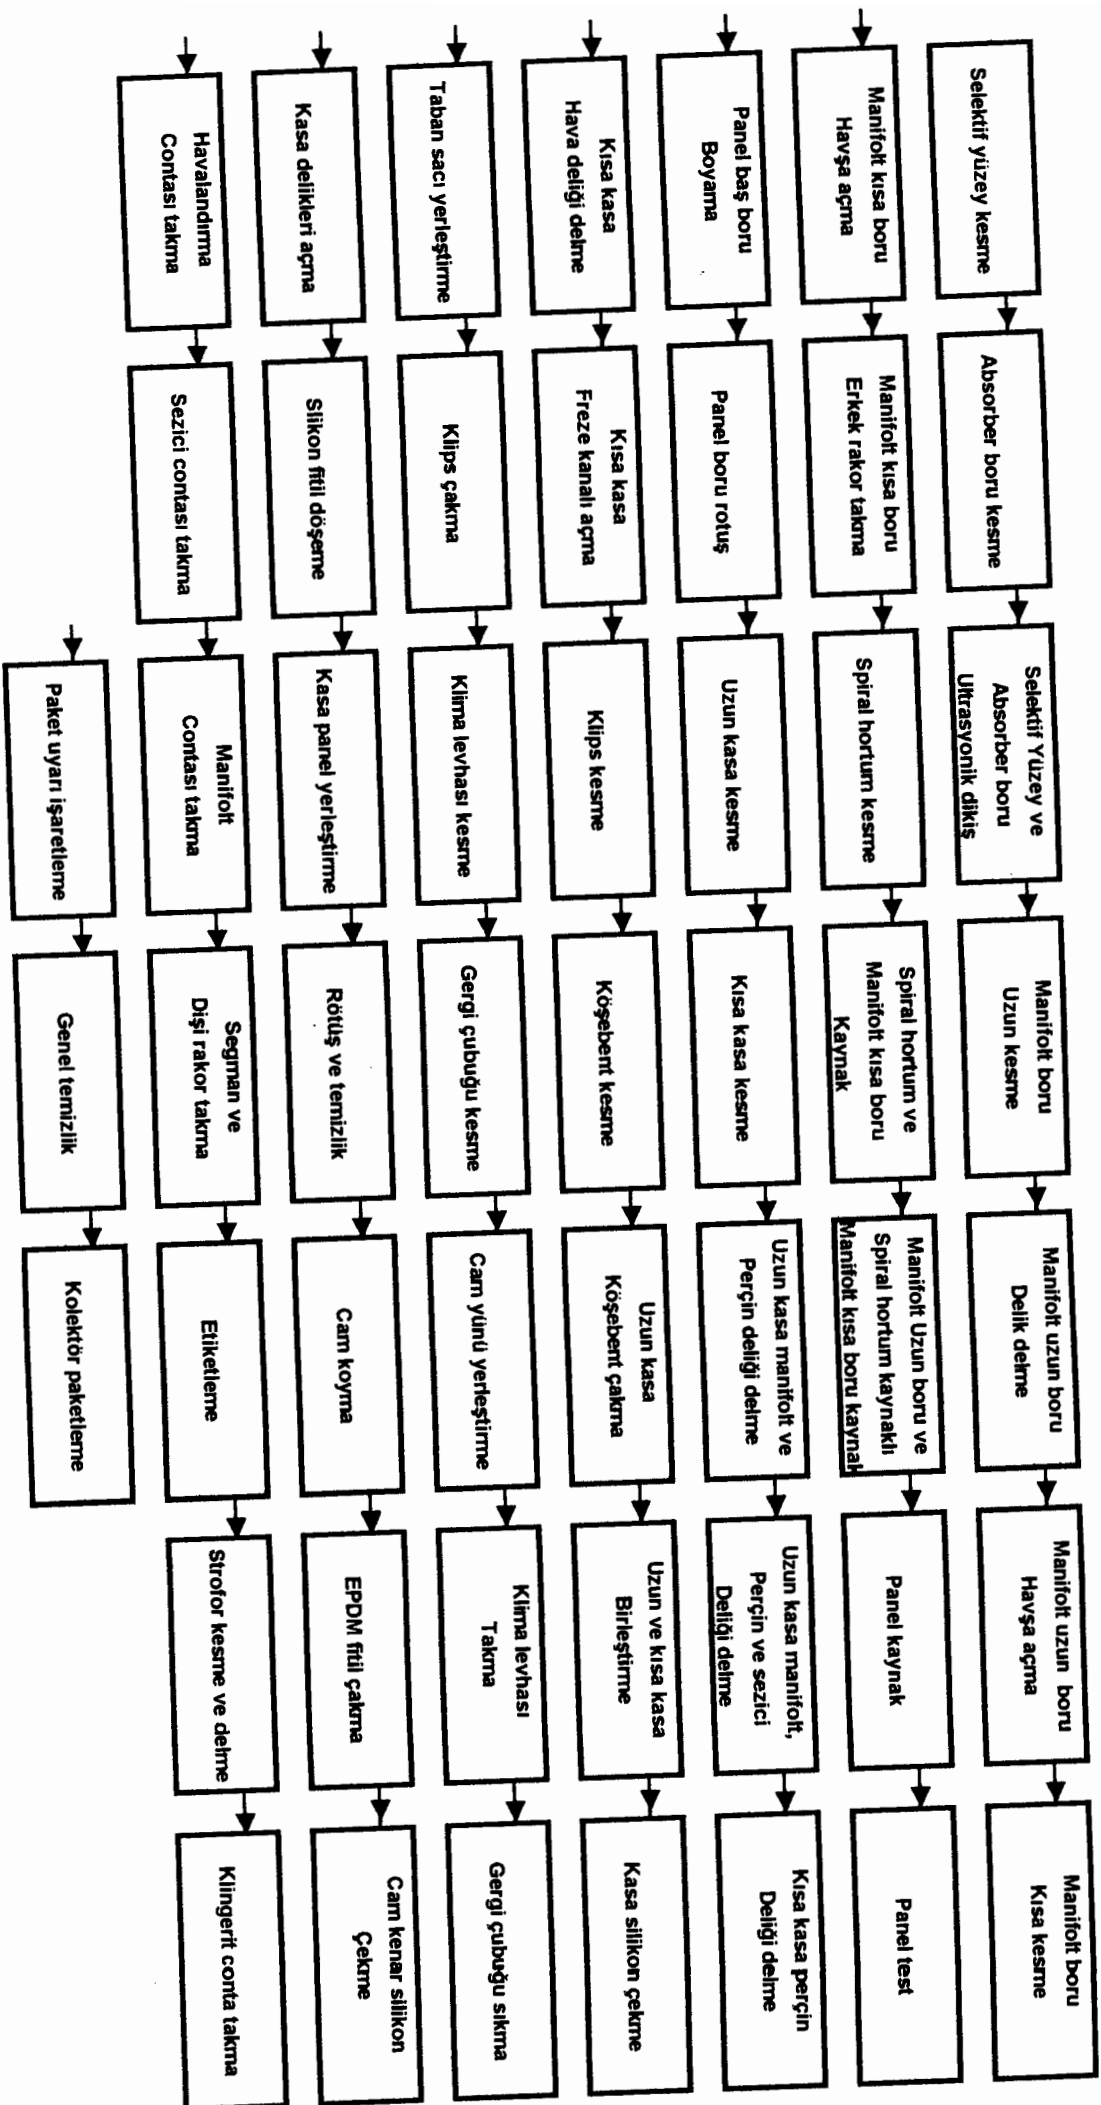 Selektif yüzey kesme
Absorber boru kesme
Selektif Yüzey ve
Absorber boru
Ultrasyonik dikiş
Manifolt boru
Uzun kesme
Manifolt uzun boru
Delik delme
Manifolt uzun boru
Havşa açma
Manifolt boru
Kısa kesme
Manifolt kısa boru
Havşa açma
Manifolt kısa boru
Erkek rakor takma
Spiral hortum kesme
Spiral hortum ve
Manifolt kısa boru
Kaynak
Manifolt Uzun boru ve
Spiral hortum kaynaklı
Manifolt kısa boru kaynak
Panel kaynak
Panel test
Panel baş boru
Boyama
Panel boru rotuş
Uzun kasa kesme
Kısa kasa kesme
Uzun kasa manifolt ve
Perçin deliği delme
Uzun kasa manifolt,
Perçin ve sezici
Deliği delme
Kısa kasa perçin
Deliği delme
Kısa kasa
Hava deliği delme
Kısa kasa
Freze kanalı açma
Klips kesme
Köşebent kesme
Uzun kasa
Köşebent çakma
Uzun ve kısa kasa
Birleştirme
Kasa silikon çekme
Taban sacı yerleştirme
Klips çakma
Klima levhası kesme
Gergi çubuğu kesme
Cam yünü yerleştirme
Klima levhası
Takma
Gergi çubuğu sıkma
Kasa delikleri açma
Slikon fitil döşeme
Kasa panel yerleştirme
Rötüş ve temizlik
Cam koyma
EPDM fitil çakma
Cam kenar silikon
Çekme
Havalandırma
Contası takma
Sezici contası takma
Manifolt
Contası takma
Segman ve
Dişi rakor takma
Etiketleme
Strofor kesme ve delme
Klingerit conta takma
Paket uyarı işaretleme
Genel temizlik
Kolektör paketleme